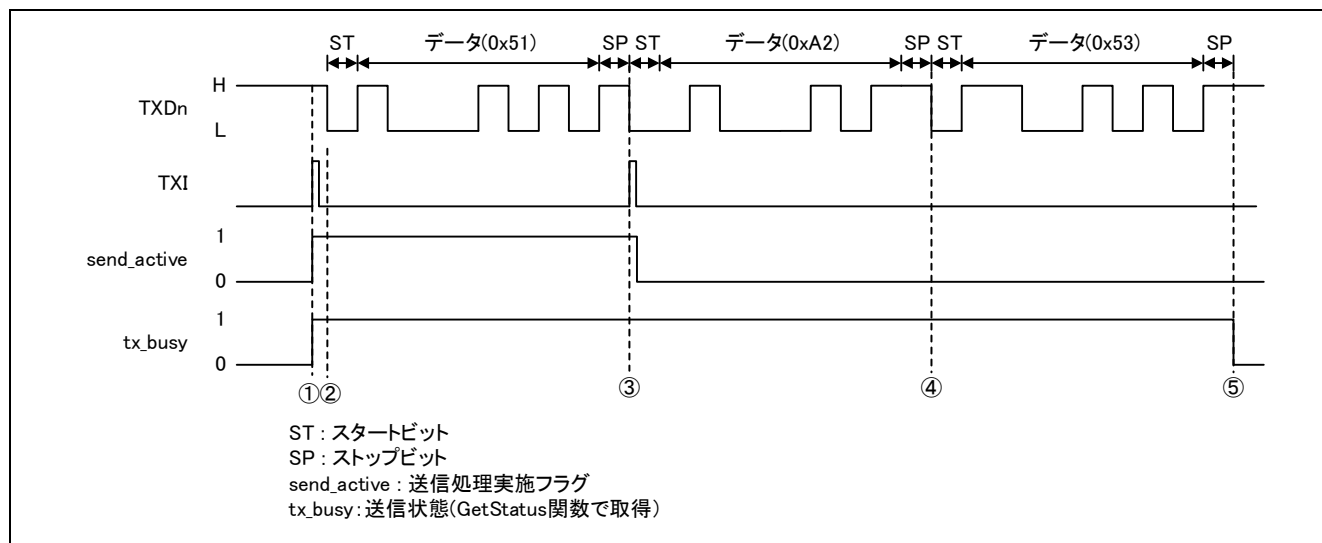 ST データ(0x51) SP ST データ(0xA2) SP ST データ(0x53) SP
H
TXDn
L
TXI
1
send_active
0
1
tx_busy
0
①② ③ ④ ⑤
ST : スタートビット
SP : ストップビット
send_active : 送信処理実施フラグ
tx_busy : 送信状態(GetStatus関数で取得)